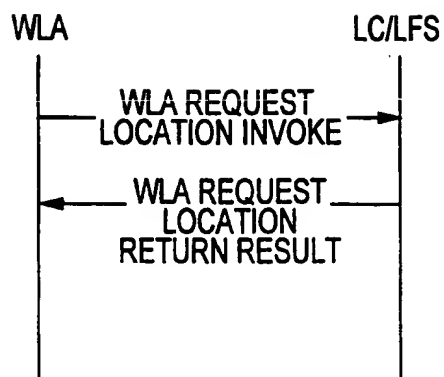 WLA LC/LFS
WLA REQUEST
LOCATION INVOKE
WLA REQUEST
LOCATION
RETURN RESULT